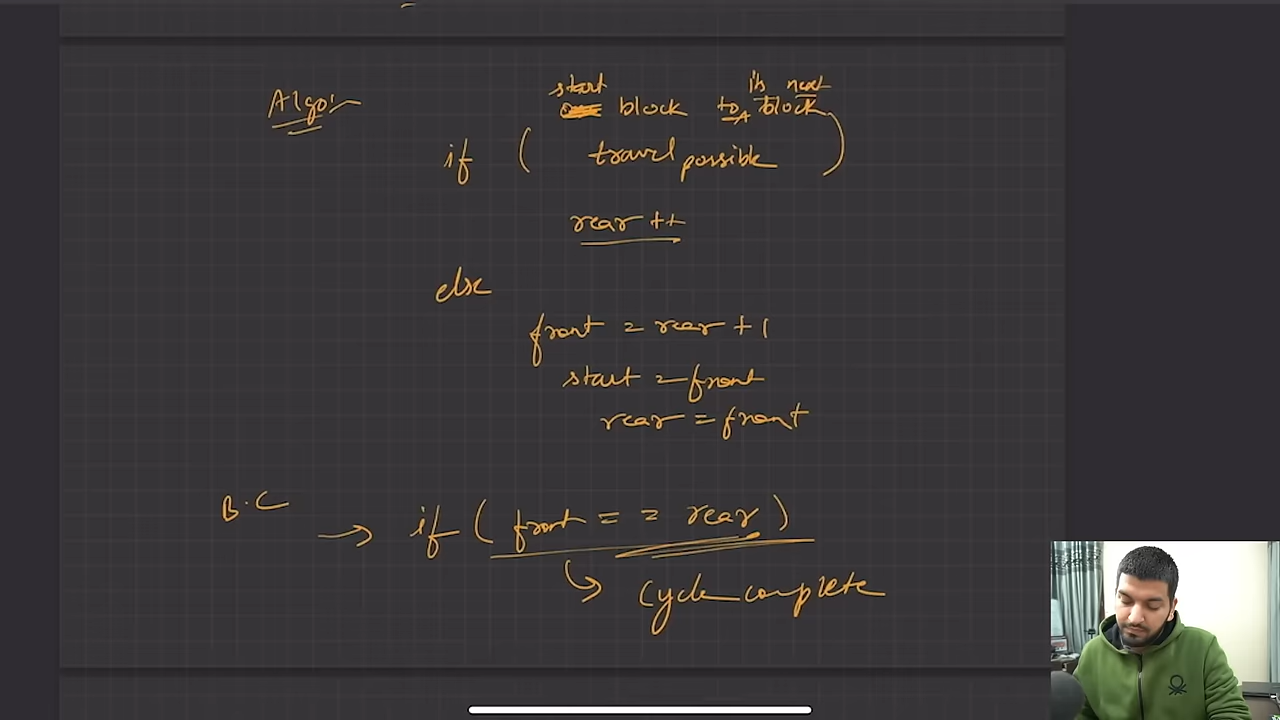 Algo:
start its next
block to block
if ( travel possible )
rear ++
else
front = rear + 1
start = front
rear = front
B.C
→ if ( front = = rear )
cycle complete